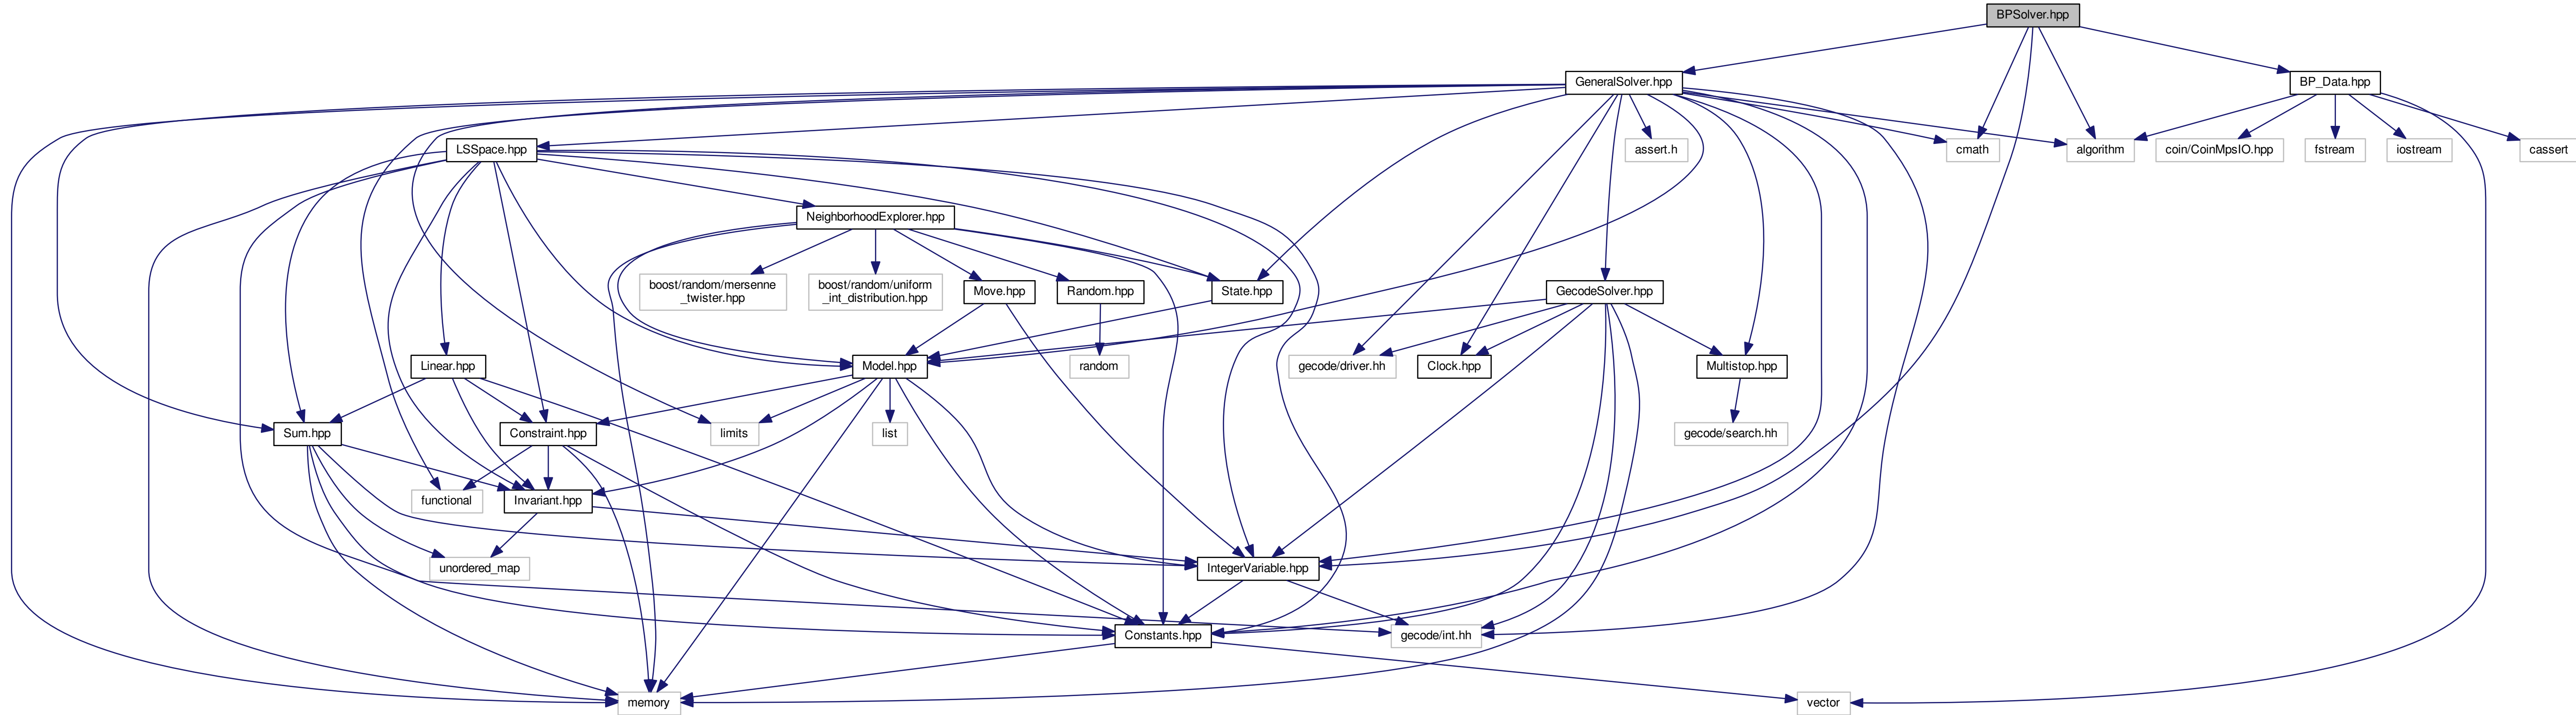 BPSolver.hpp
GeneralSolver.hpp
BP_Data.hpp
LSSpace.hpp
assert.h
cmath
algorithm
coin/CoinMpsIO.hpp
fstream
iostream
cassert
NeighborhoodExplorer.hpp
boost/random/mersenne
_twister.hpp
boost/random/uniform
_int_distribution.hpp
Move.hpp
Random.hpp
State.hpp
GecodeSolver.hpp
Linear.hpp
Model.hpp
random
gecode/driver.hh
Clock.hpp
Multistop.hpp
Sum.hpp
Constraint.hpp
limits
list
gecode/search.hh
functional
Invariant.hpp
unordered_map
IntegerVariable.hpp
Constants.hpp
gecode/int.hh
memory
vector